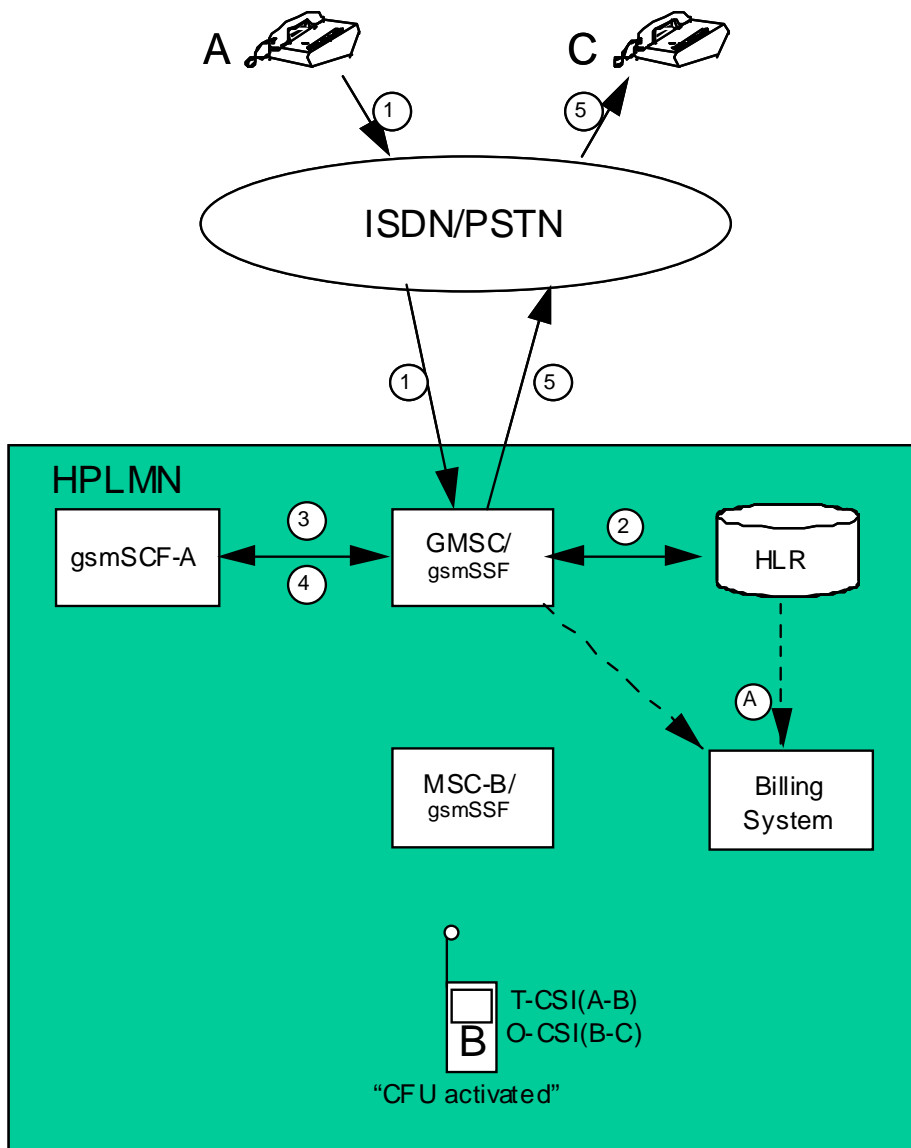 A
C
1
5
ISDN/PSTN
1
5
HPLMN
gsmSCF-A
3
4
GMSC/
gsmSSF
2
HLR
A
MSC-B/
gsmSSF
Billing
System
B
T-CSI(A-B)
O-CSI(B-C)
“CFU activated”